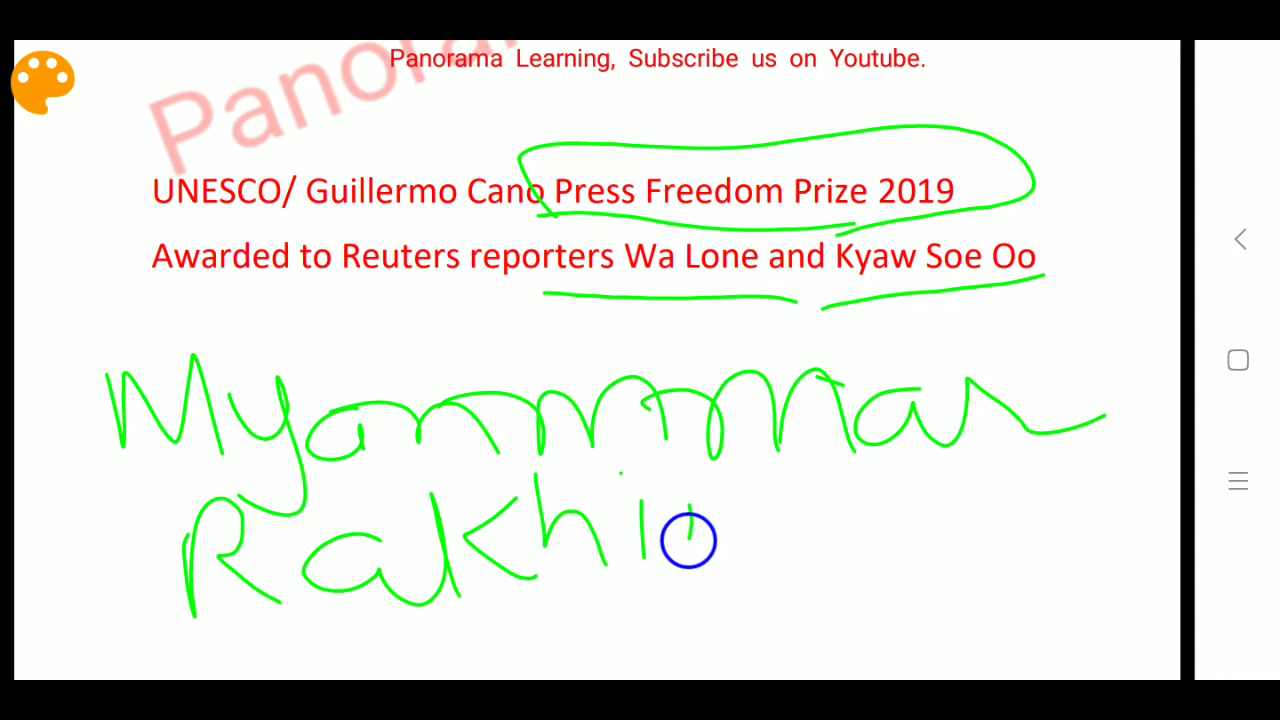 Panorama Learning, Subscribe us on Youtube.
Panora
UNESCO/ Guillermo Cano Press Freedom Prize 2019
Awarded to Reuters reporters Wa Lone and Kyaw Soe Oo
Myanmar
Rakhi